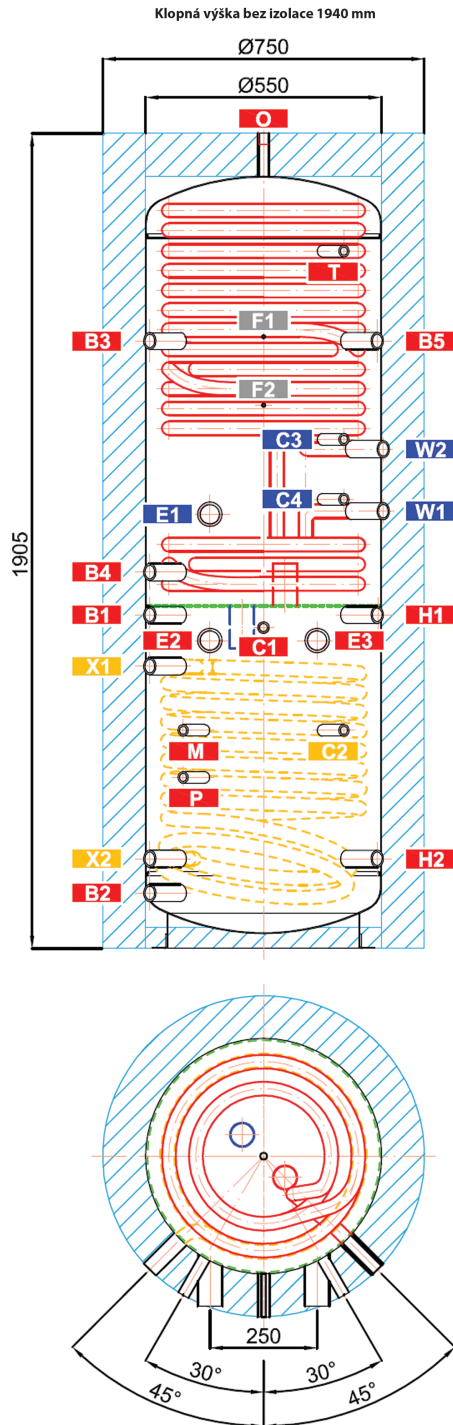 Klopná výška bez izolace 1940 mm
Ø750
Ø550
O
T
F1
B3
B5
F2
C3
W2
C4
E1
W1
1905
B4
B1
H1
E2
C1
E3
X1
M
C2
P
X2
H2
B2
250
30°
30°
45°
45°